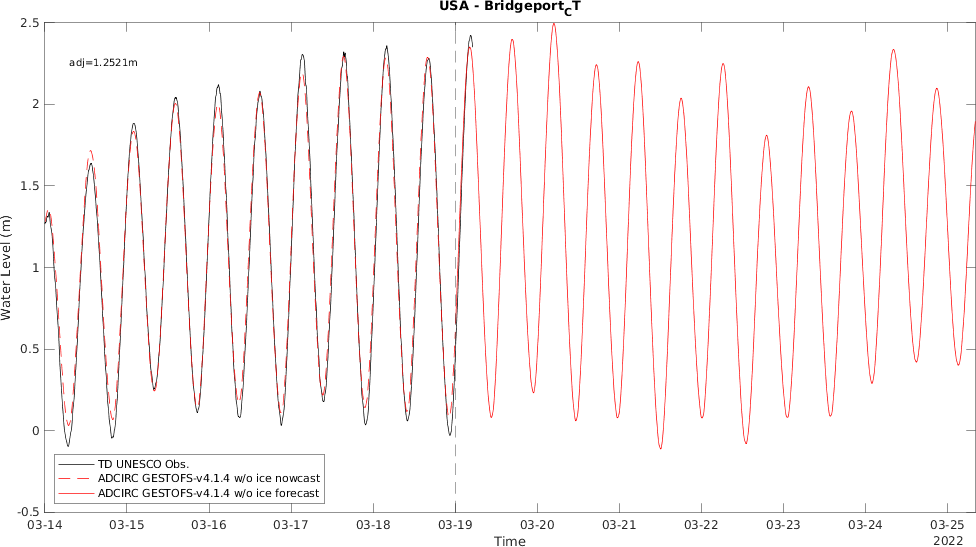 USA - Bridgeport_CT
adj=1.2521m
2.5
2
1.5
1
0.5
0
-0.5
Water Level (m)
TD UNESCO Obs.
ADCIRC GESTOFS-v4.1.4 w/o ice nowcast
ADCIRC GESTOFS-v4.1.4 w/o ice forecast
03-14 03-15 03-16 03-17 03-18 03-19 03-20 03-21 03-22 03-23 03-24 03-25
Time
2022